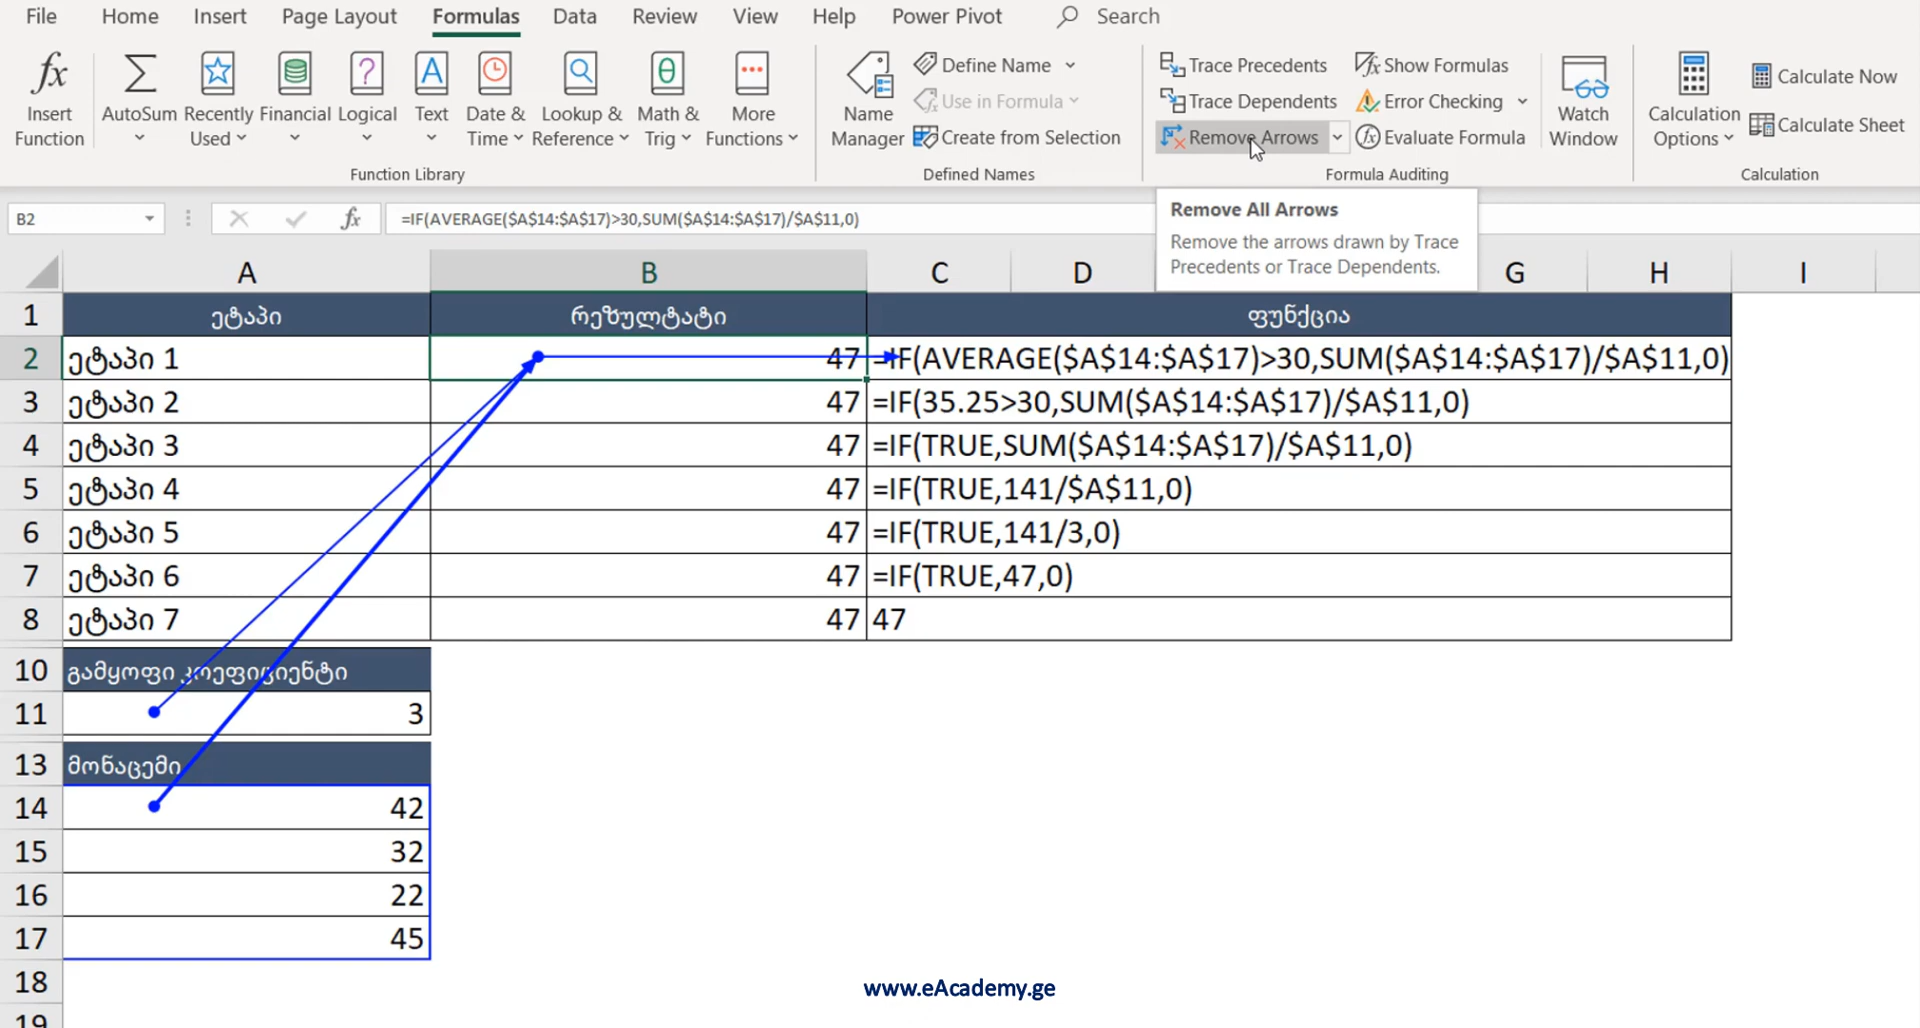 File Home Insert Page Layout Formulas Data Review View Help Power Pivot Search
Insert Function
AutoSum
Recently Used
Financial
Logical
Text
Date & Time
Lookup & Reference
Math & Trig
More Functions
Function Library
Name Manager
Define Name
Use in Formula
Create from Selection
Defined Names
Trace Precedents
Trace Dependents
Remove Arrows
Show Formulas
Error Checking
Evaluate Formula
Formula Auditing
Watch Window
Calculation Options
Calculate Now
Calculate Sheet
Calculation
B2 fx =IF(AVERAGE($A$14:$A$17)>30,SUM($A$14:$A$17)/$A$11,0)
Remove All Arrows
Remove the arrows drawn by Trace
Precedents or Trace Dependents.
A B C D G H I
1 ეტაპი რეზულტატი ფუნქცია
2 ეტაპი 1 47 =IF(AVERAGE($A$14:$A$17)>30,SUM($A$14:$A$17)/$A$11,0)
3 ეტაპი 2 47 =IF(35.25>30,SUM($A$14:$A$17)/$A$11,0)
4 ეტაპი 3 47 =IF(TRUE,SUM($A$14:$A$17)/$A$11,0)
5 ეტაპი 4 47 =IF(TRUE,141/$A$11,0)
6 ეტაპი 5 47 =IF(TRUE,141/3,0)
7 ეტაპი 6 47 =IF(TRUE,47,0)
8 ეტაპი 7 47 47
10 გამყოფი კოეფიციენტი
11 3
13 მონაცემი
14 42
15 32
16 22
17 45
18
19
www.eAcademy.ge